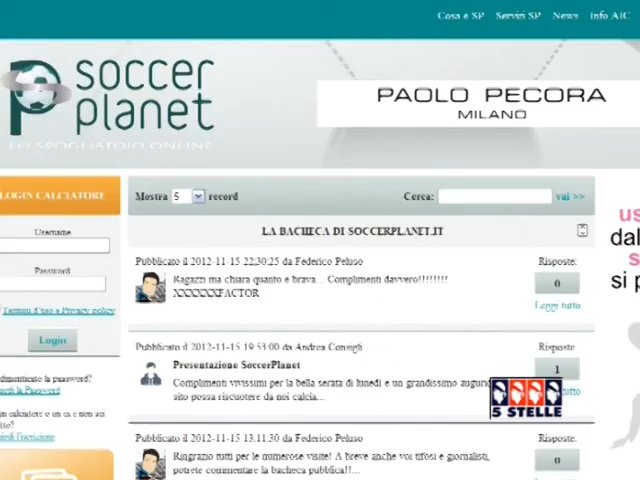 Cosa e SP Servizi SP News Info AIC
soccer
planet
LO SPOGLIATOIO ONLINE
PAOLO PECORA
MILANO
LOGIN CALCIATORE
Username
Password
Termini d'uso e Privacy policy
Login
Mostra 5 record
Cerca: vai >>
LA BACHECA DI SOCCERPLANET.IT
Pubblicato il 2012-11-15 22:30:25 da Federico Peluso
Risposte:
Ragazzi ma chiara quanto e brava... Complimenti davvero!!!!!!!!
XXXXXXFACTOR
0
Leggi tutto
Pubblicato il 2012-11-15 19:53:00 da Andrea Consigli
Risposte
Presentazione SoccerPlanet
1
Complimenti vivissimi per la bella serata di lunedi e un grandissimo
sito possa riscuotere da noi calcia...
tutto
5 STELLE
Pubblicato il 2012-11-15 13:11:30 da Federico Peluso
Risposte:
Ringrazio tutti per le numerose visite! A breve anche voi tifosi e giornalisti,
potrete commentare la bacheca pubblica!!...
0
us
dal
s
si p